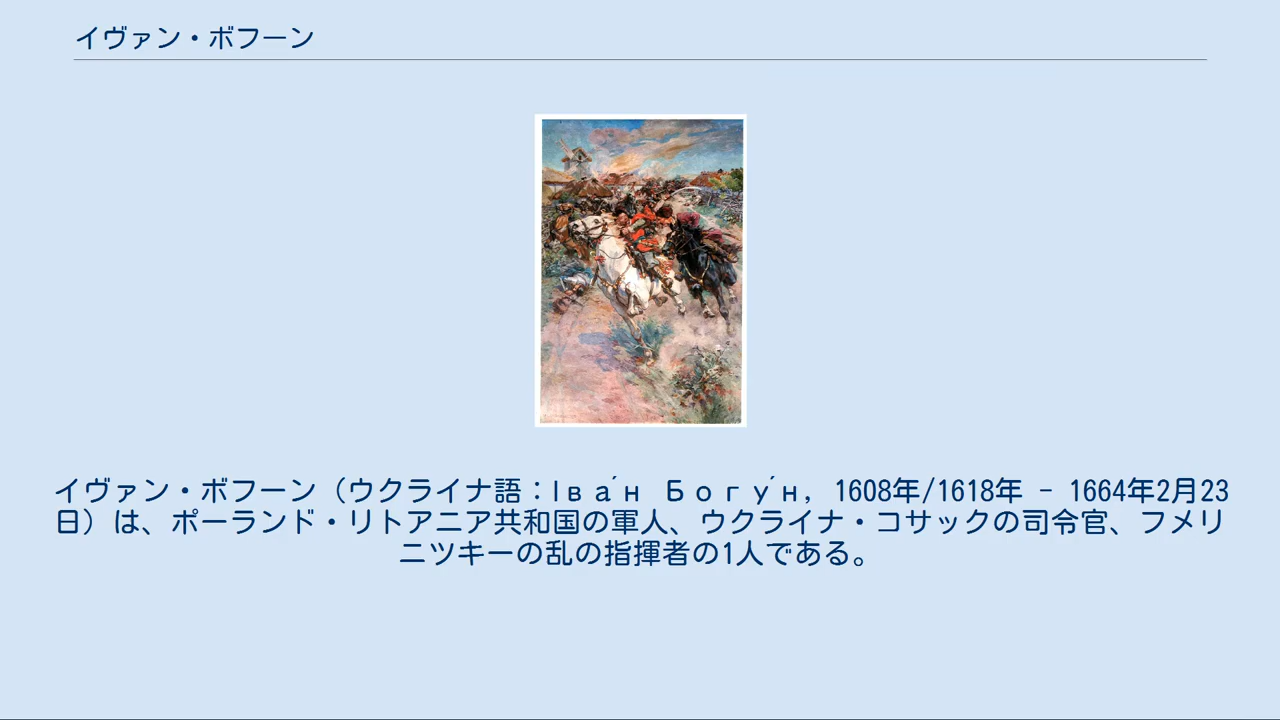 イヴァン・ボフーン
イヴァン・ボフーン（ウクライナ語：Іва́н Богу́н, 1608年/1618年 - 1664年2月23
日）は、ポーランド・リトアニア共和国の軍人、ウクライナ・コサックの司令官、フメリ
ニツキーの乱の指揮者の1人である。